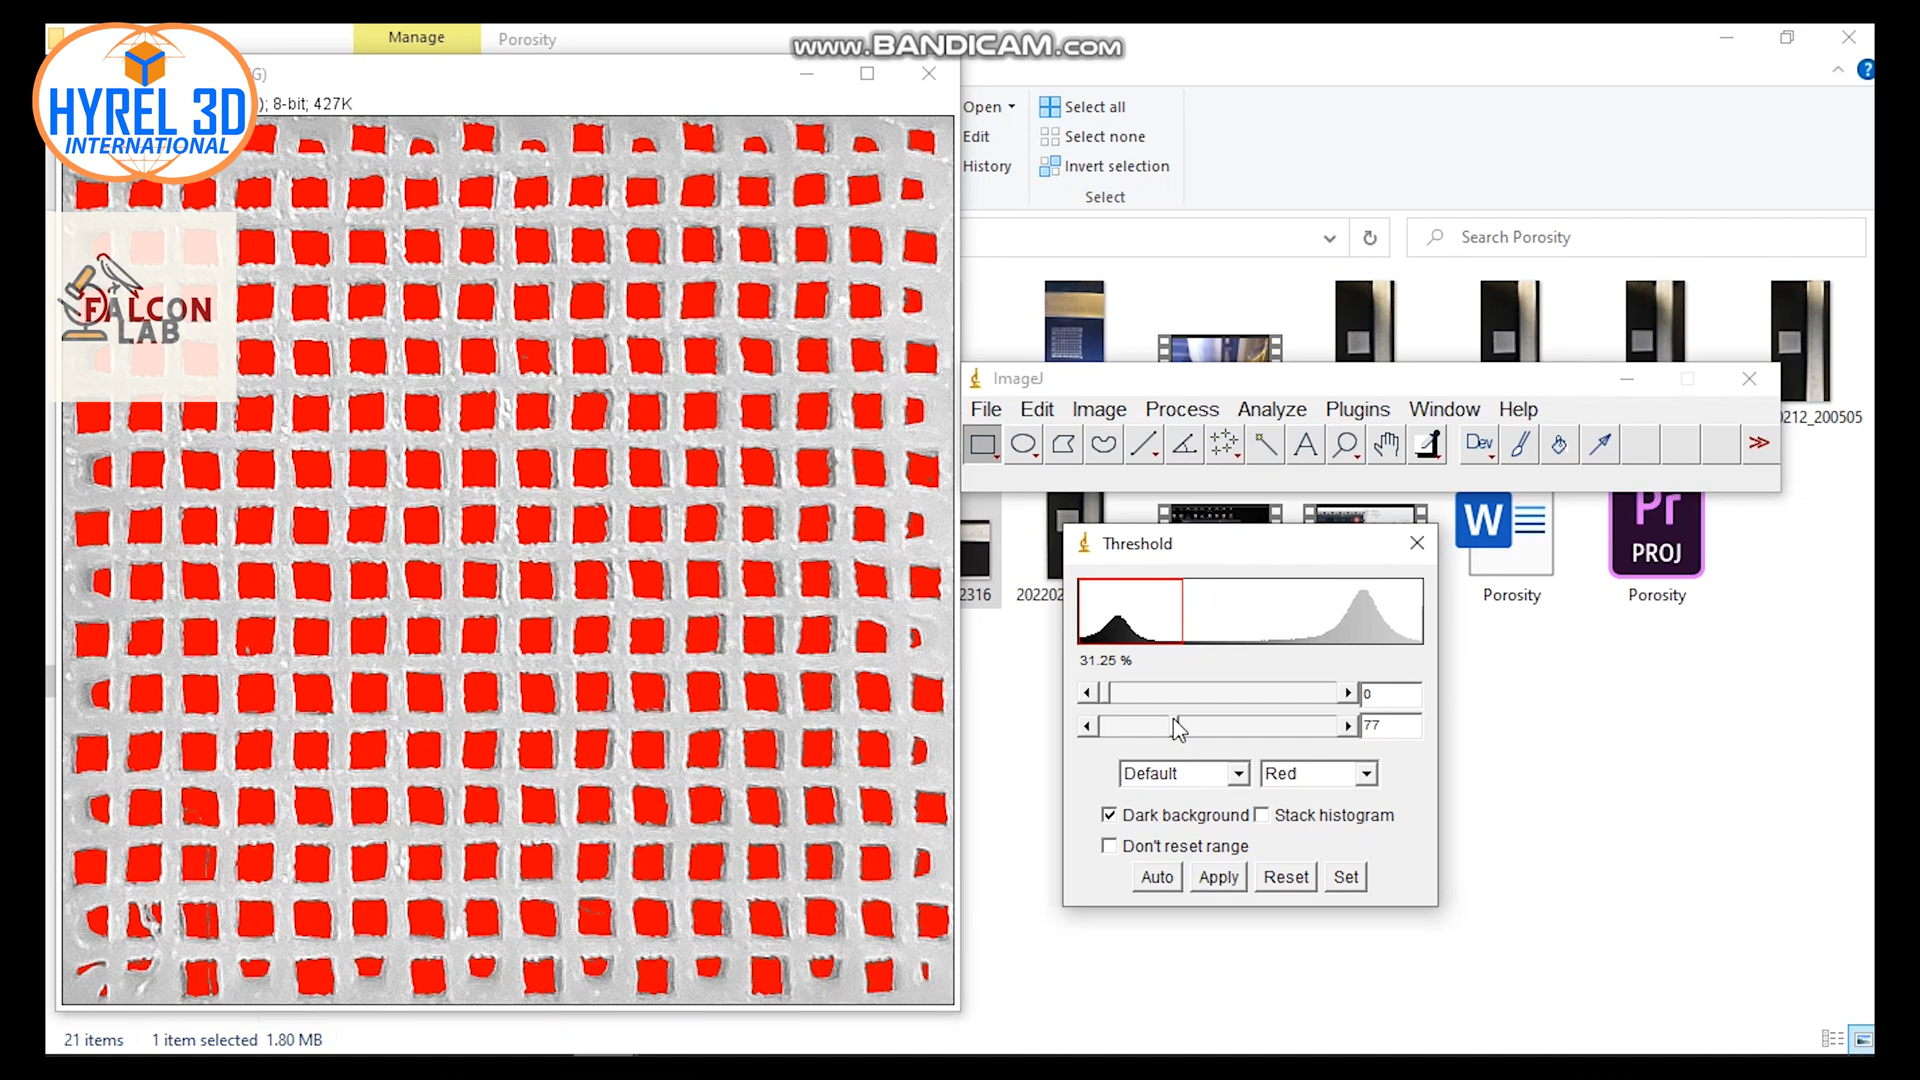 Manage
Porosity
www.BANDICAM.com
HYREL 3D
INTERNATIONAL
G)
); 8-bit; 427K
Open
Edit
History
Select all
Select none
Invert selection
Select
Search Porosity
FALCON
LAB
0212_200505
ImageJ
File Edit Image Process Analyze Plugins Window Help
A
Dev
>>
Threshold
W
Pr
PROJ
2316
202202
Porosity
Porosity
31.25 %
0
77
Default
Red
Dark background
Stack histogram
Don't reset range
Auto
Apply
Reset
Set
21 items
1 item selected 1.80 MB